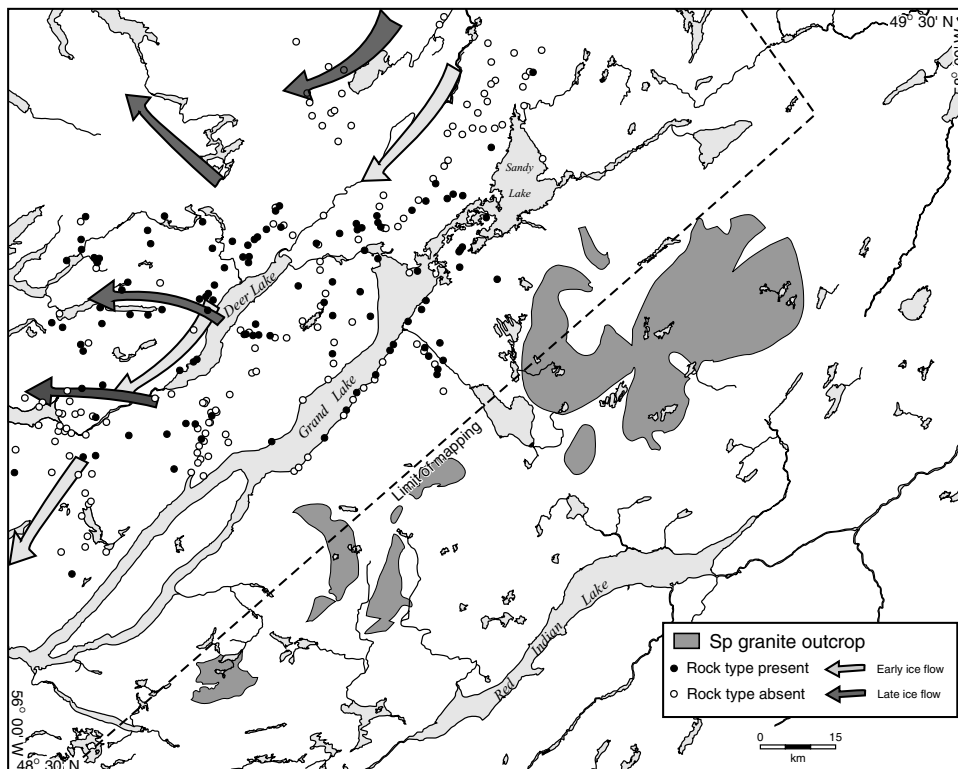 49° 30' N
Sandy
Lake
Deer Lake
Grand Lake
Limit of mapping
Red Indian Lake
Sp granite outcrop
Rock type present
Early ice flow
Rock type absent
Late ice flow
56° 00' W
48° 30' N
0 15
km